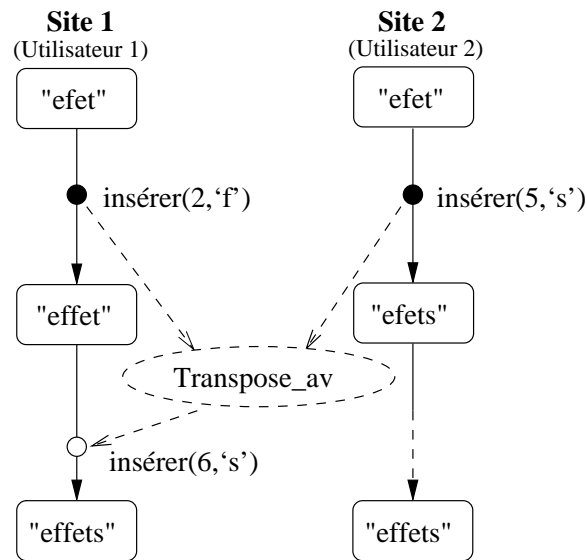 Site 1
(Utilisateur 1)
Site 2
(Utilisateur 2)
"efet"
"efet"
insérer(2,‘f’)
insérer(5,‘s’)
"effet"
"efets"
Transpose_av
insérer(6,‘s’)
"effets"
"effets"